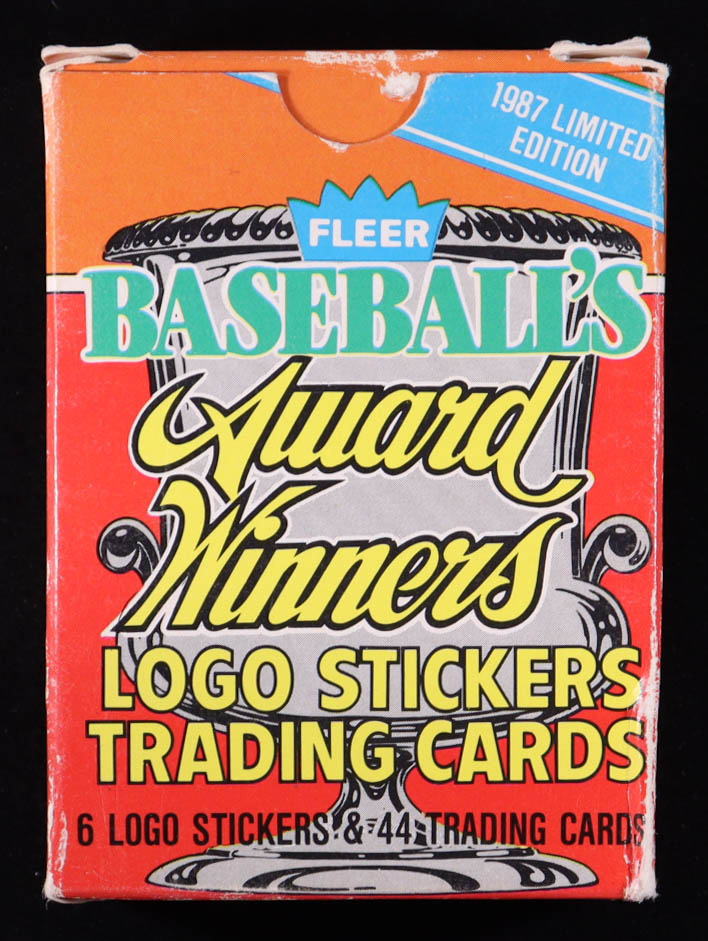 1987 LIMITED
EDITION
FLEER
BASEBALL'S
Award
Winners
LOGO STICKERS
TRADING CARDS
6 LOGO STICKERS & 44 TRADING CARDS